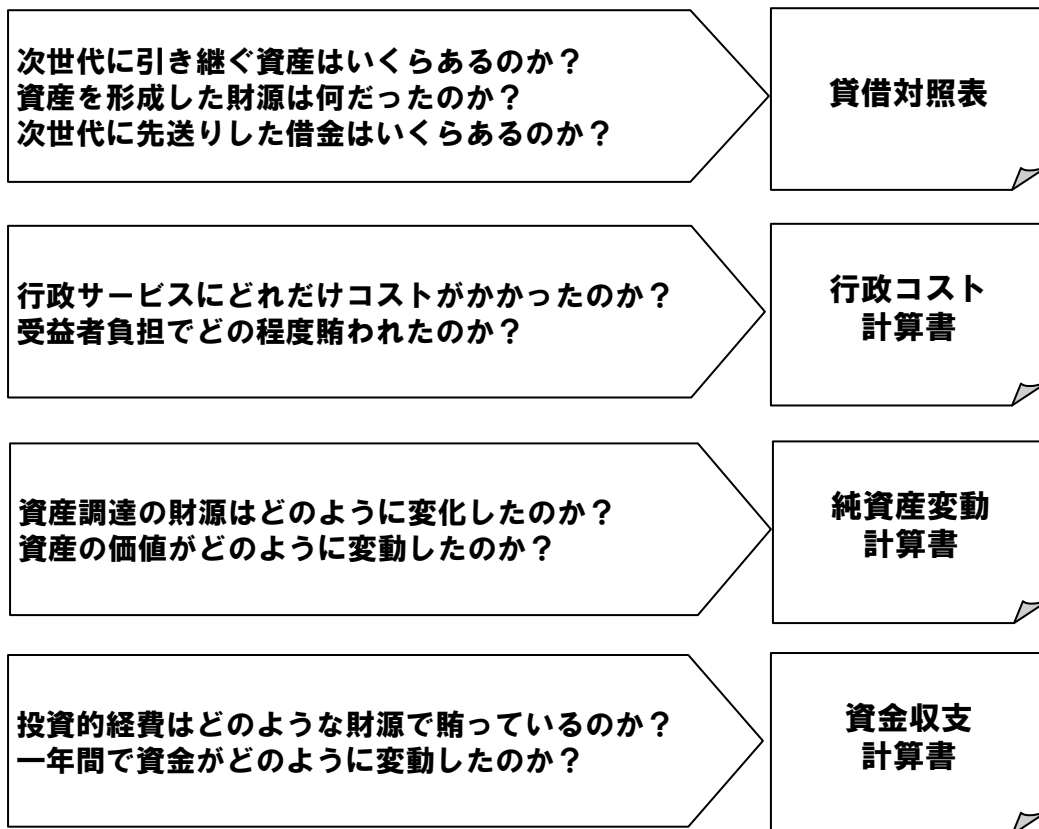 次世代に引き継ぐ資産はいくらあるのか？
資産を形成した財源は何だったのか？
次世代に先送りした借金はいくらあるのか？
貸借対照表
行政サービスにどれだけコストがかかったのか？
受益者負担でどの程度賄われたのか？
行政コスト
計算書
資産調達の財源はどのように変化したのか？
資産の価値がどのように変動したのか？
純資産変動
計算書
投資的経費はどのような財源で賄っているのか？
一年間で資金がどのように変動したのか？
資金収支
計算書